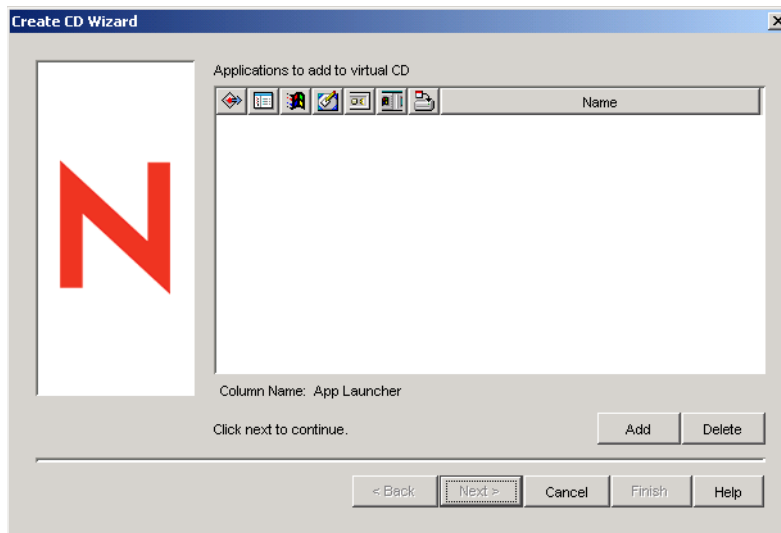 Create CD Wizard
Applications to add to virtual CD
Name
Column Name: App Launcher
Click next to continue.
Add Delete
< Back Next > Cancel Finish Help